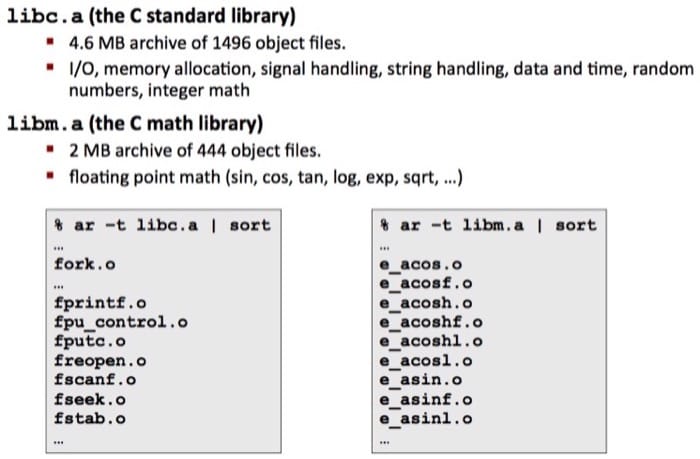 libc.a (the C standard library)
▪ 4.6 MB archive of 1496 object files.
▪ I/O, memory allocation, signal handling, string handling, data and time, random
numbers, integer math
libm.a (the C math library)
▪ 2 MB archive of 444 object files.
▪ floating point math (sin, cos, tan, log, exp, sqrt, …)
% ar -t libc.a | sort
…
fork.o
…
fprintf.o
fpu_control.o
fputc.o
freopen.o
fscanf.o
fseek.o
fstab.o
…
% ar -t libm.a | sort
…
e_acos.o
e_acosf.o
e_acosh.o
e_acoshf.o
e_acoshl.o
e_acosl.o
e_asin.o
e_asinf.o
e_asinl.o
…